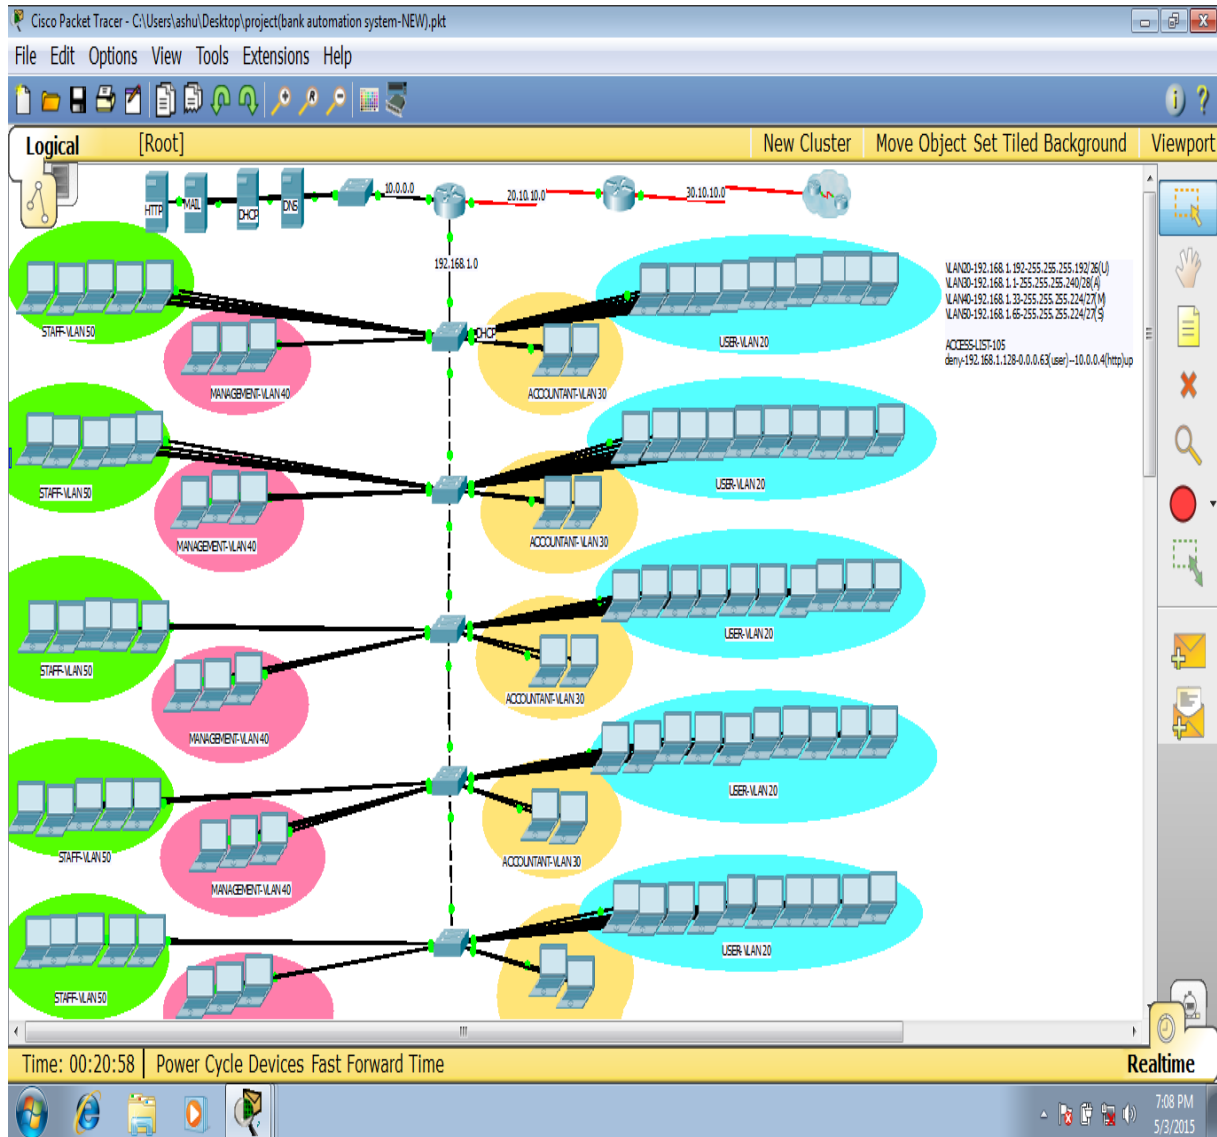 Cisco Packet Tracer - C:\Users\ashu\Desktop\project(bank automation system-NEW).pkt
File Edit Options View Tools Extensions Help
Logical [Root] New Cluster Move Object Set Tiled Background Viewport
HTTP MAIL DHCP DNS 10.0.0.0 20.10.10.0 30.10.10.0
192.168.1.0
VLAN20-192.168.1.192-255.255.255.192/26(U)
VLAN30-192.168.1.1-255.255.255.240/28(A)
VLAN40-192.168.1.33-255.255.255.224/27(M)
VLAN50-192.168.1.65-255.255.255.224/27(S)
ACCESS-LIST-105
deny-192.168.1.128-0.0.0.63(user)--10.0.0.4(http)up
STAFF-VLAN 50 DHCP USER-VLAN 20
MANAGEMENT-VLAN 40 ACCOUNTANT-VLAN 30
STAFF-VLAN 50 USER-VLAN 20
MANAGEMENT-VLAN 40 ACCOUNTANT-VLAN 30
STAFF-VLAN 50 USER-VLAN 20
MANAGEMENT-VLAN 40 ACCOUNTANT-VLAN 30
STAFF-VLAN 50 USER-VLAN 20
MANAGEMENT-VLAN 40 ACCOUNTANT-VLAN 30
STAFF-VLAN 50 USER-VLAN 20
Time: 00:20:58 Power Cycle Devices Fast Forward Time Realtime
7:08 PM
5/3/2015